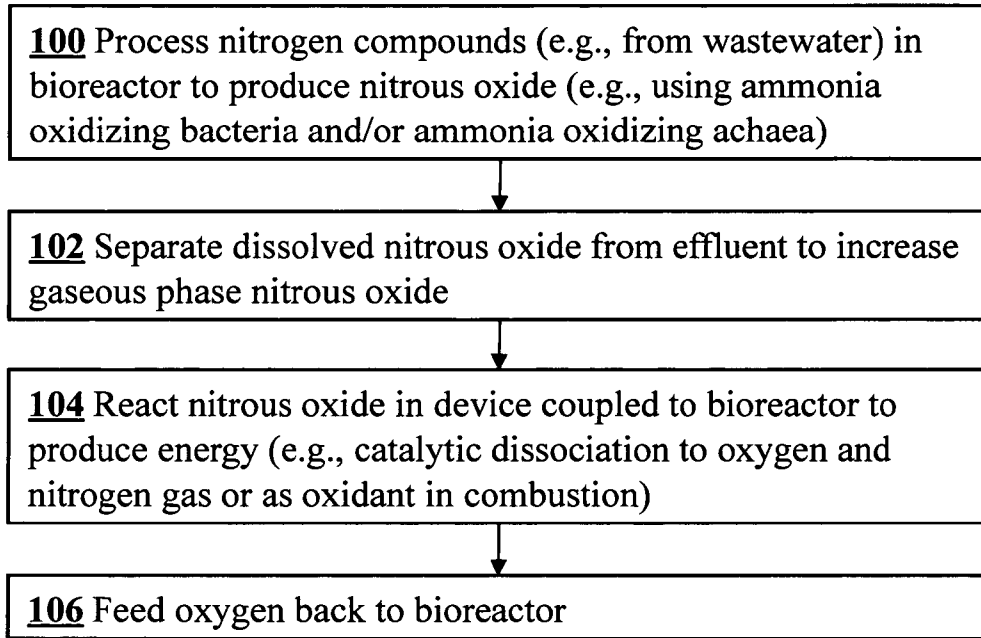 100 Process nitrogen compounds (e.g., from wastewater) in
bioreactor to produce nitrous oxide (e.g., using ammonia
oxidizing bacteria and/or ammonia oxidizing achaea)
102 Separate dissolved nitrous oxide from effluent to increase
gaseous phase nitrous oxide
104 React nitrous oxide in device coupled to bioreactor to
produce energy (e.g., catalytic dissociation to oxygen and
nitrogen gas or as oxidant in combustion)
106 Feed oxygen back to bioreactor